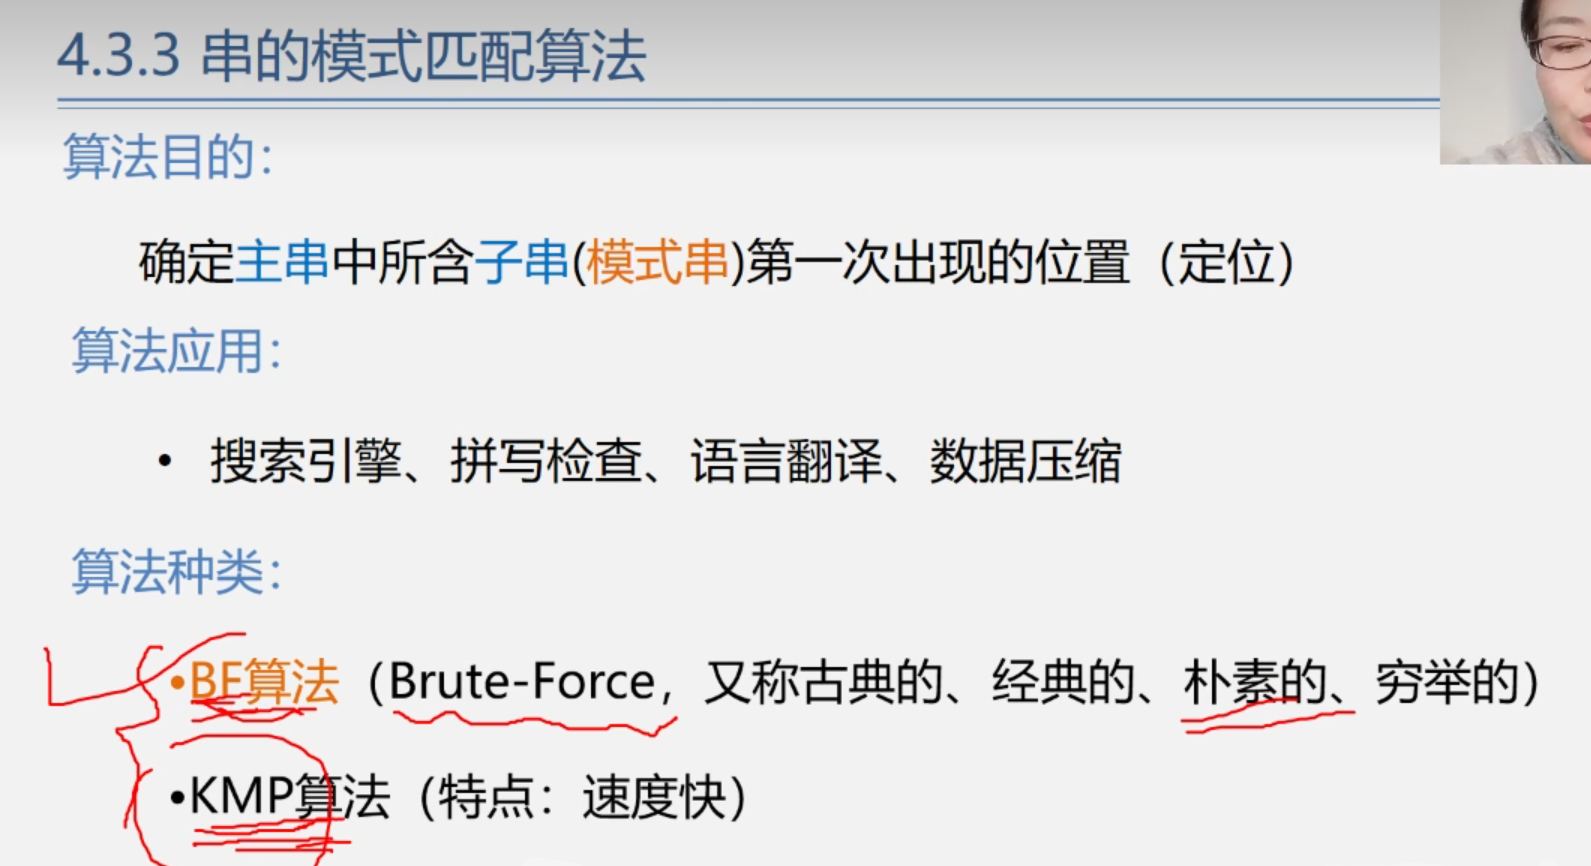 4.3.3 串的模式匹配算法
算法目的：
确定主串中所含子串(模式串)第一次出现的位置（定位）
算法应用：
• 搜索引擎、拼写检查、语言翻译、数据压缩
算法种类：
•BF算法（Brute-Force，又称古典的、经典的、朴素的、穷举的）
•KMP算法（特点：速度快）